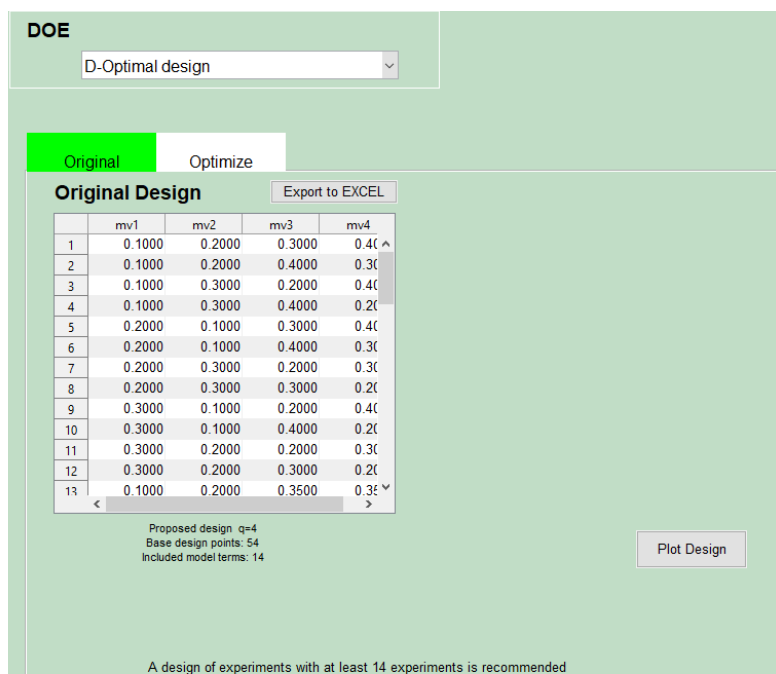 DOE
D-Optimal design
Original Optimize
Original Design Export to EXCEL
mv1 mv2 mv3 mv4
1 0.1000 0.2000 0.3000
2 0.1000 0.2000 0.4000
3 0.1000 0.3000 0.2000
4 0.1000 0.3000 0.4000
5 0.2000 0.1000 0.3000
6 0.2000 0.1000 0.4000
7 0.2000 0.3000 0.2000
8 0.2000 0.3000 0.3000
9 0.3000 0.1000 0.2000
10 0.3000 0.1000 0.4000
11 0.3000 0.2000 0.2000
12 0.3000 0.2000 0.3000
13 0.1000 0.2000 0.3500
Proposed design q=4
Base design points: 54
Included model terms: 14
Plot Design
A design of experiments with at least 14 experiments is recommended